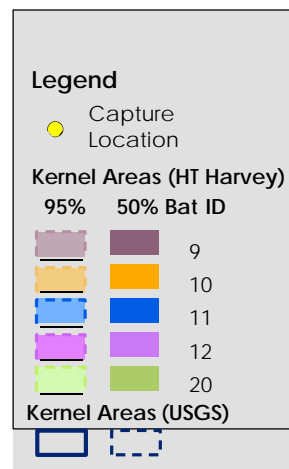 Legend
Capture
Location
Kernel Areas (HT Harvey)
95% 50% Bat ID
9
10
11
12
20
Kernel Areas (USGS)